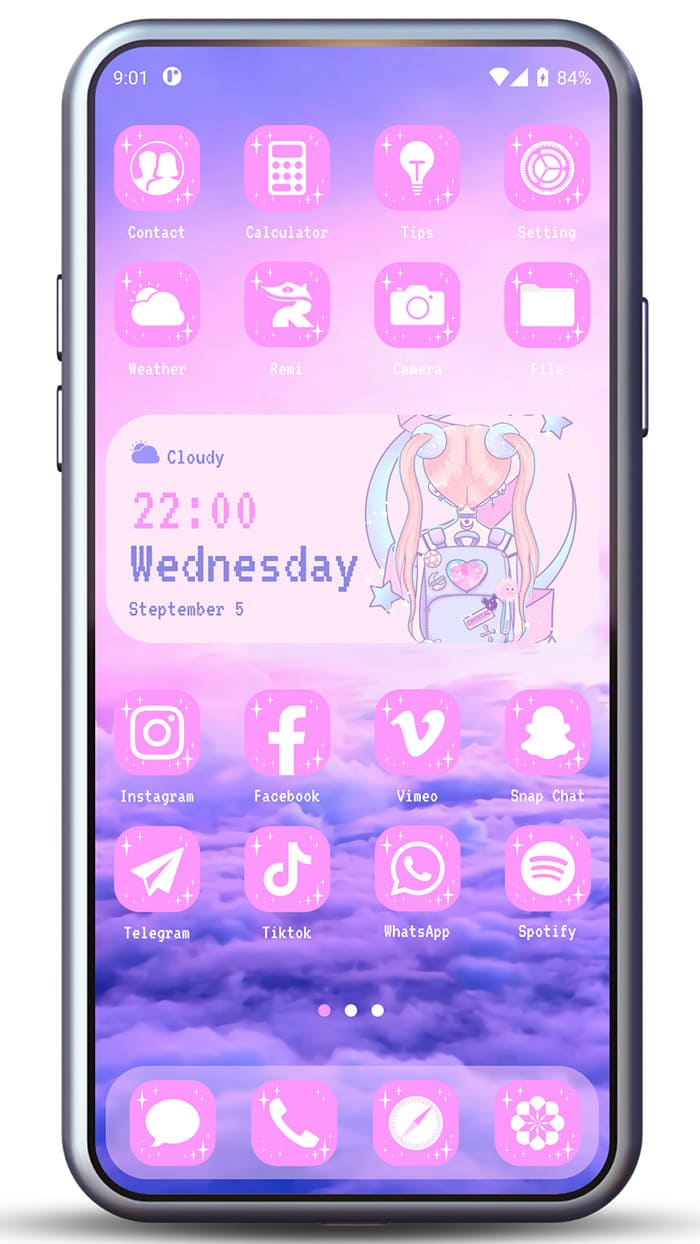 9:01 84%
Contact Calculator Tips Setting
Weather Remi Camera File
Cloudy
22:00
Wednesday
Steptember 5
CRYSTAL
Instagram Facebook Vimeo Snap Chat
Telegram Tiktok WhatsApp Spotify